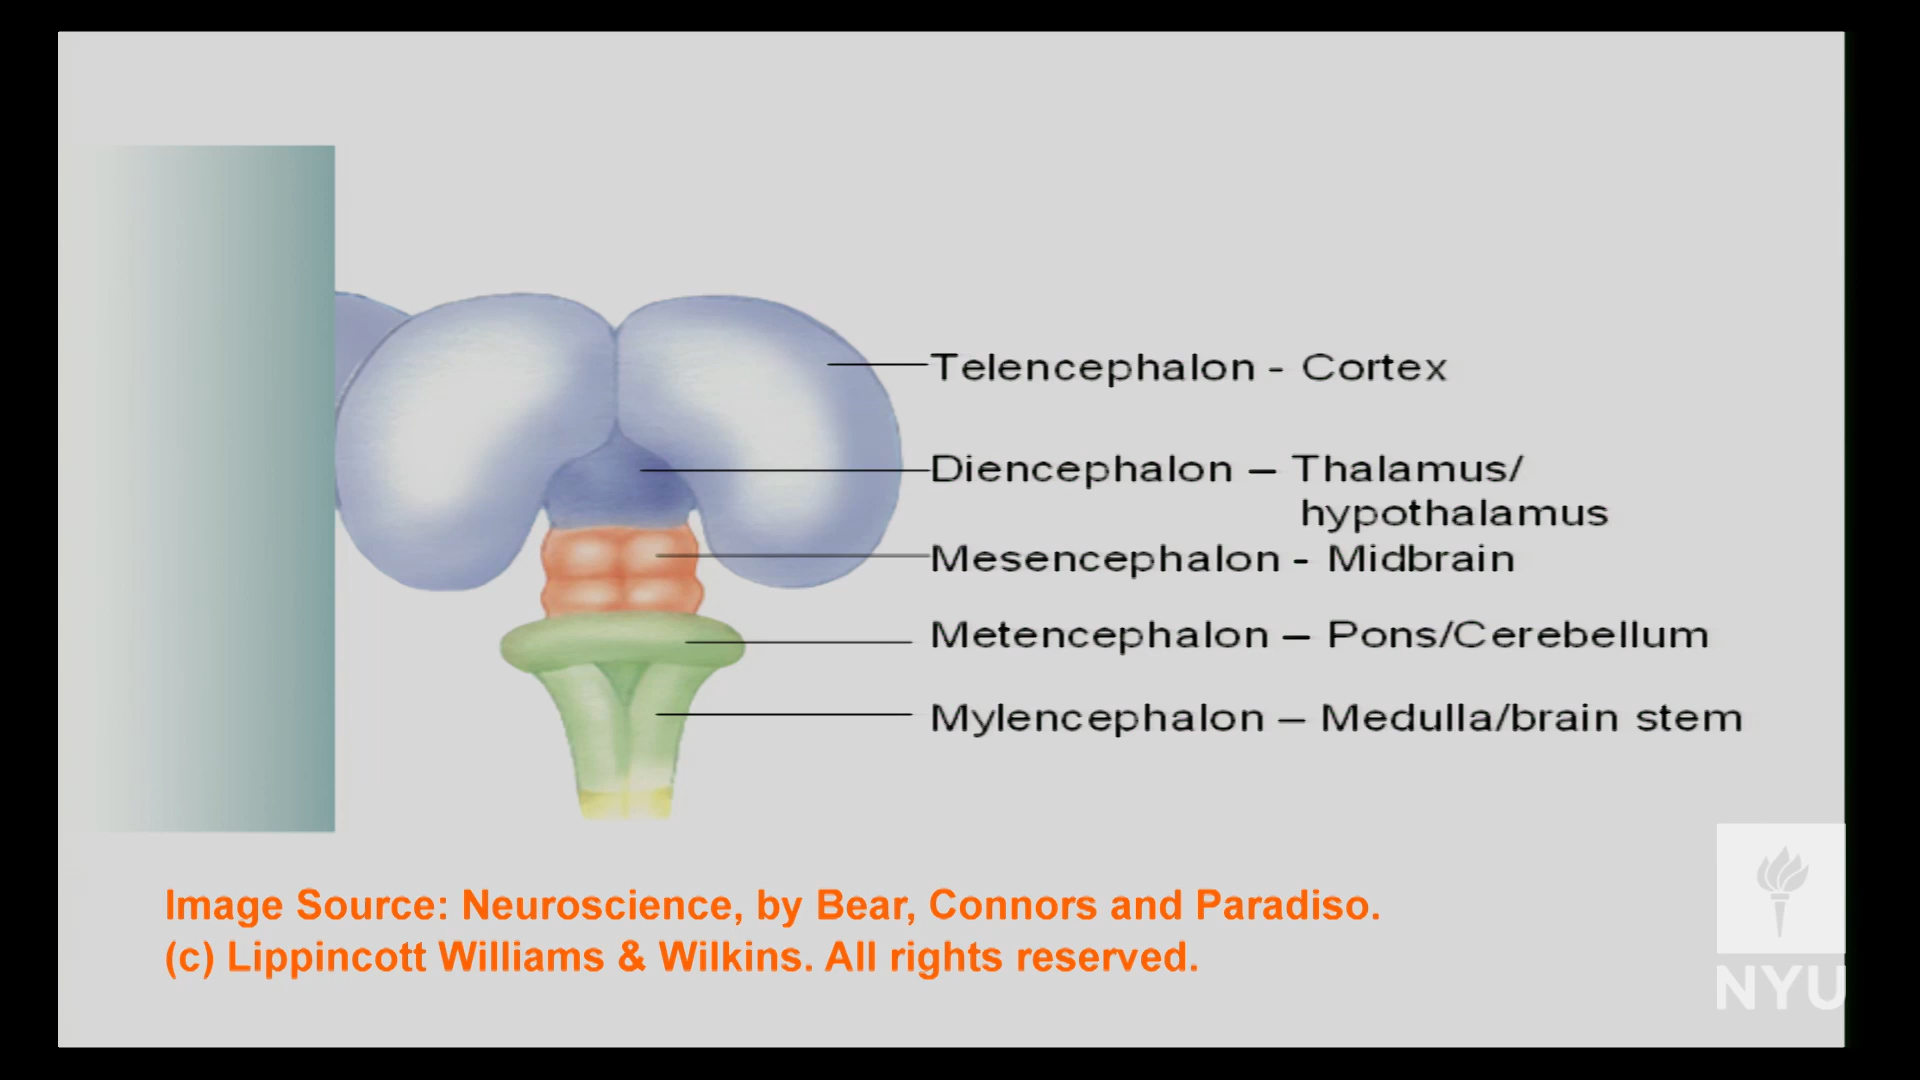 Telencephalon - Cortex
Diencephalon – Thalamus/
hypothalamus
Mesencephalon - Midbrain
Metencephalon – Pons/Cerebellum
Mylencephalon – Medulla/brain stem
Image Source: Neuroscience, by Bear, Connors and Paradiso.
(c) Lippincott Williams & Wilkins. All rights reserved.
NYU